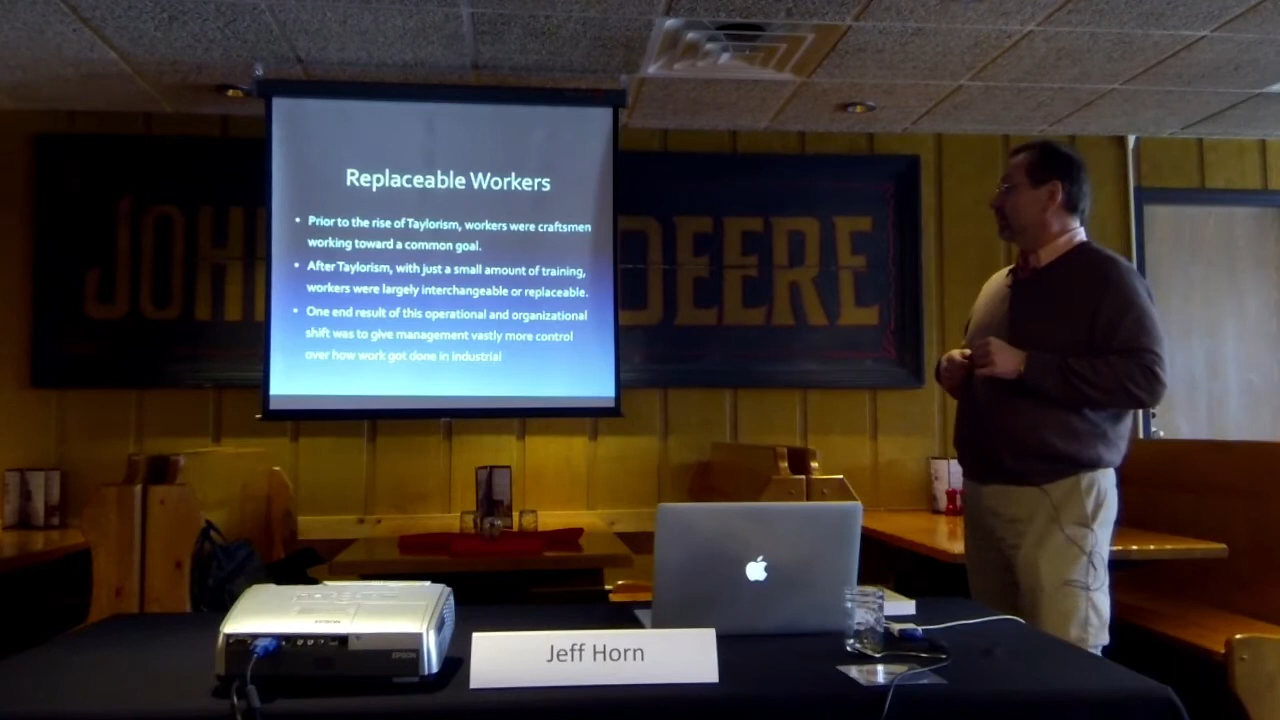 Replaceable Workers
• Prior to the rise of Taylorism, workers were craftsmen
working toward a common goal.
• After Taylorism, with just a small amount of training,
workers were largely interchangeable or replaceable.
• One end result of this operational and organizational
shift was to give management vastly more control
over how work got done in industrial
JOHN DEERE
EPSON
EPSON
Jeff Horn